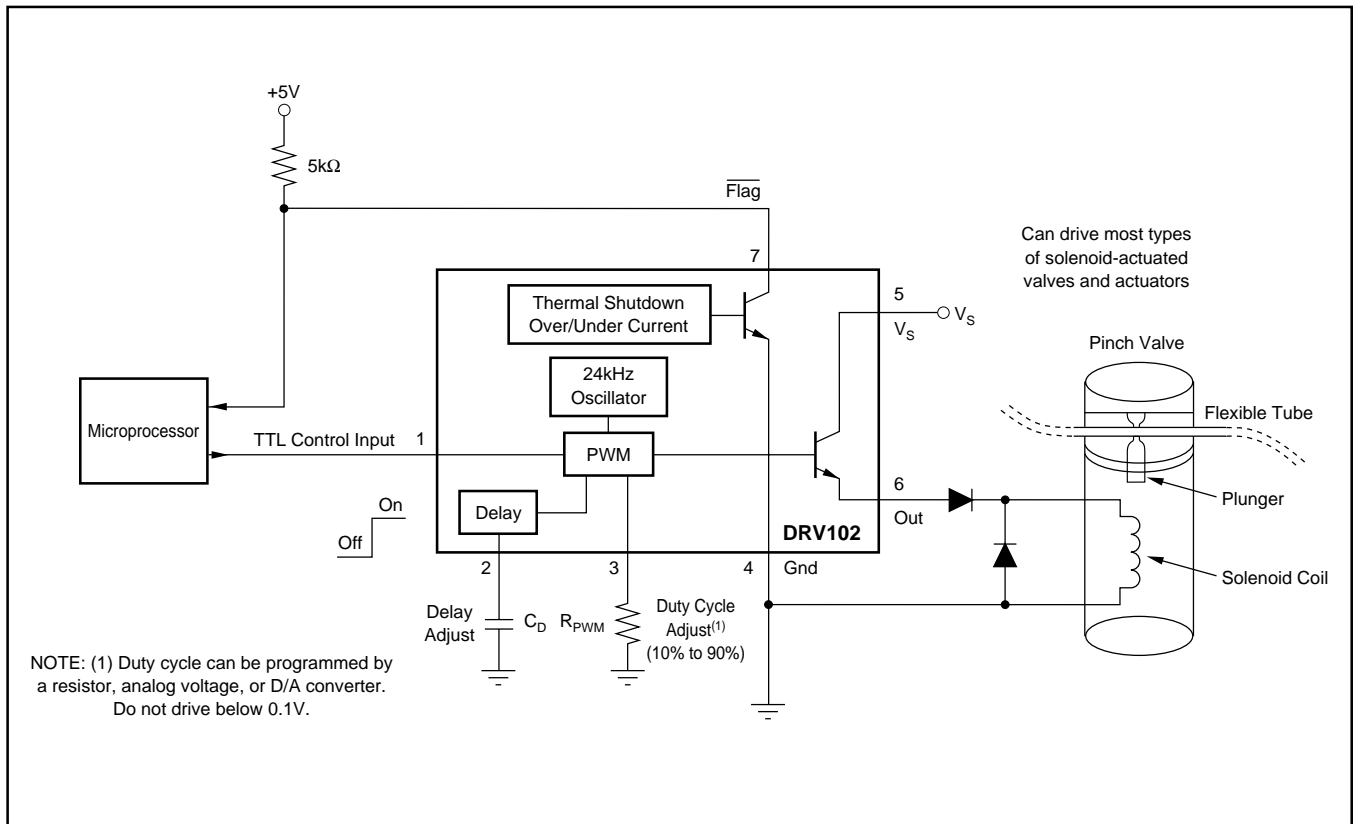 +5V
5kΩ
Flag
7
Can drive most types
of solenoid-actuated
valves and actuators
Thermal Shutdown
Over/Under Current
5
V_S
V_S
Pinch Valve
24kHz
Oscillator
Flexible Tube
Microprocessor
TTL Control Input
1
PWM
6
Out
Plunger
On
Off
Delay
DRV102
Solenoid Coil
2
3
4
Gnd
Delay
Adjust
C_D
R_PWM
Duty Cycle
Adjust(1)
(10% to 90%)
NOTE: (1) Duty cycle can be programmed by
a resistor, analog voltage, or D/A converter.
Do not drive below 0.1V.